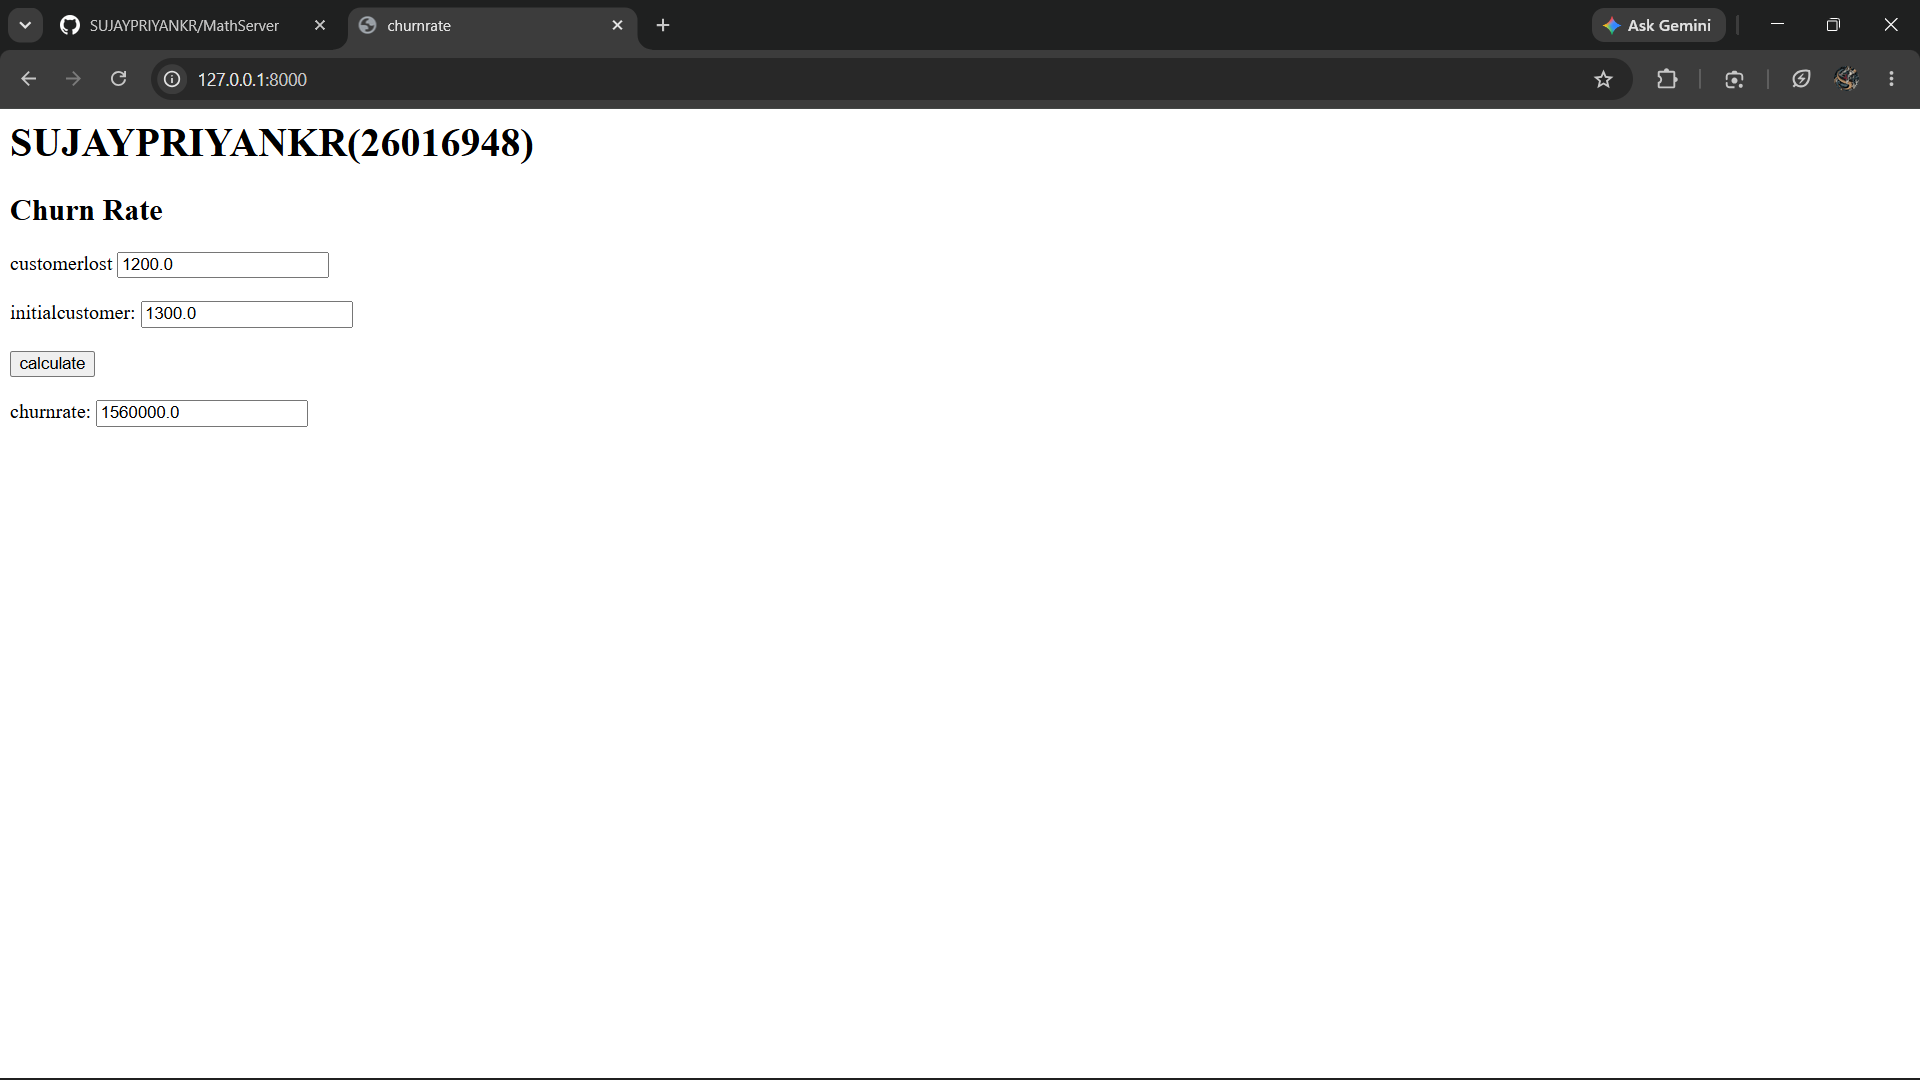 SUJAYPRIYANKR/MathServer
churnrate
Ask Gemini
127.0.0.1:8000
SUJAYPRIYANKR(26016948)
Churn Rate
customerlost 1200.0
initialcustomer: 1300.0
calculate
churnrate: 1560000.0